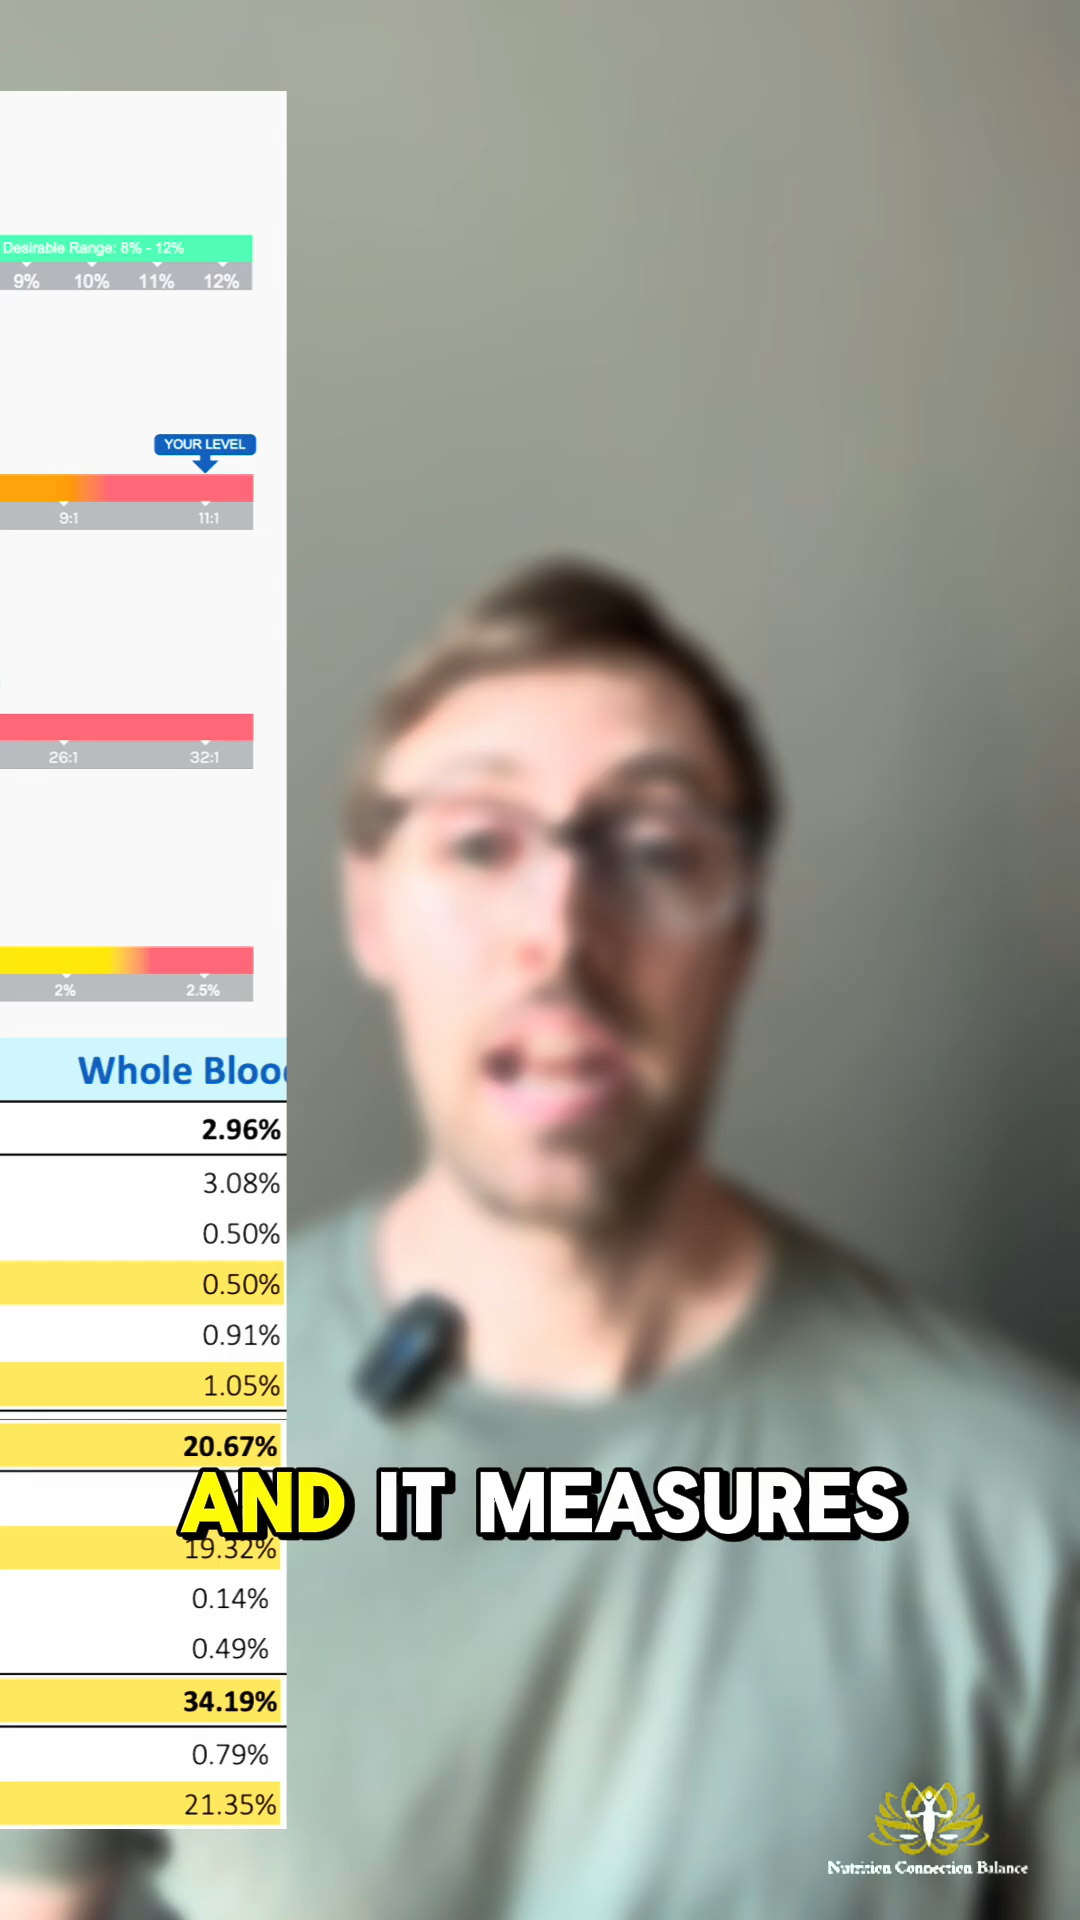 Desirable Range: 8% - 12%
9% 10% 11% 12%
YOUR LEVEL
9:1 11:1
26:1 32:1
2% 2.5%
Whole Bloo
2.96%
3.08%
0.50%
0.50%
0.91%
1.05%
20.67%
AND IT MEASURES
19.32%
0.14%
0.49%
34.19%
0.79%
21.35%
Nutrition Connection Balance